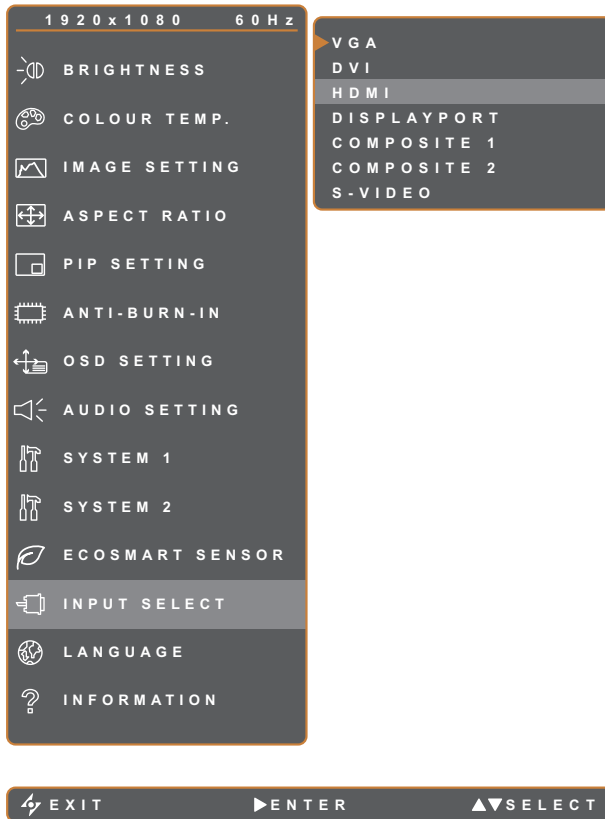 1920x1080 60Hz
BRIGHTNESS
COLOUR TEMP.
IMAGE SETTING
ASPECT RATIO
PIP SETTING
ANTI-BURN-IN
OSD SETTING
AUDIO SETTING
SYSTEM 1
SYSTEM 2
ECOSMART SENSOR
INPUT SELECT
LANGUAGE
INFORMATION
VGA
DVI
HDMI
DISPLAYPORT
COMPOSITE 1
COMPOSITE 2
S-VIDEO
EXIT ▶ENTER ▲▼SELECT